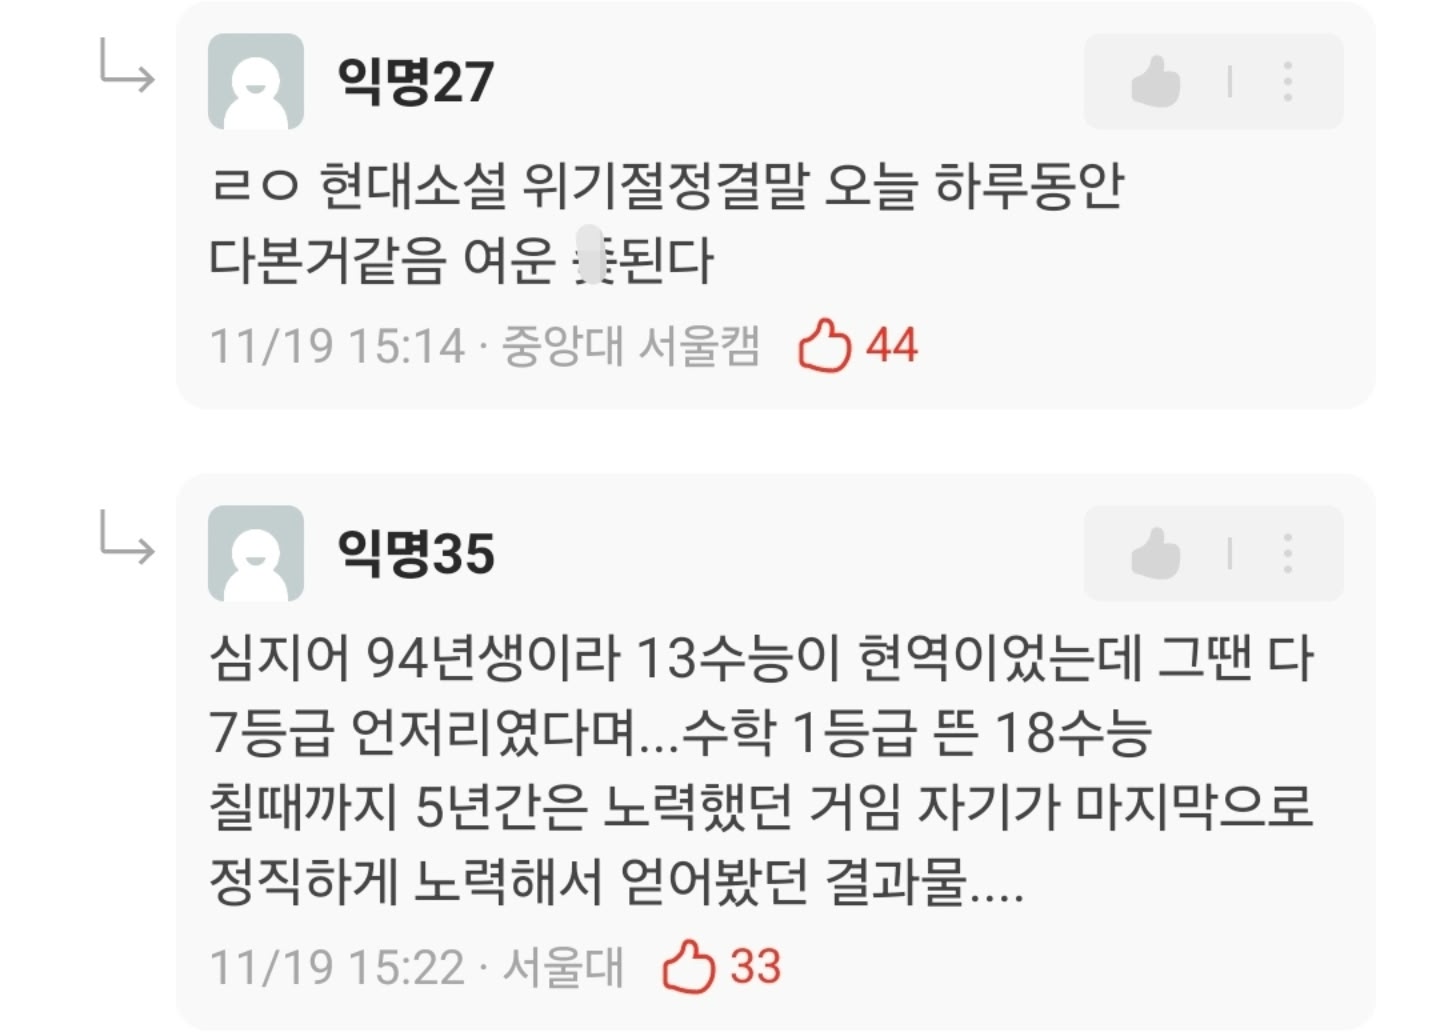 익명27
ㄹㅇ 현대소설 위기절정결말 오늘 하루동안
다본거같음 여운 된다
11/19 15:14 · 중앙대 서울캠 44
익명35
심지어 94년생이라 13수능이 현역이었는데 그땐 다
7등급 언저리였다며...수학 1등급 뜬 18수능
칠때까지 5년간은 노력했던 거임 자기가 마지막으로
정직하게 노력해서 얻어봤던 결과물....
11/19 15:22 · 서울대 33